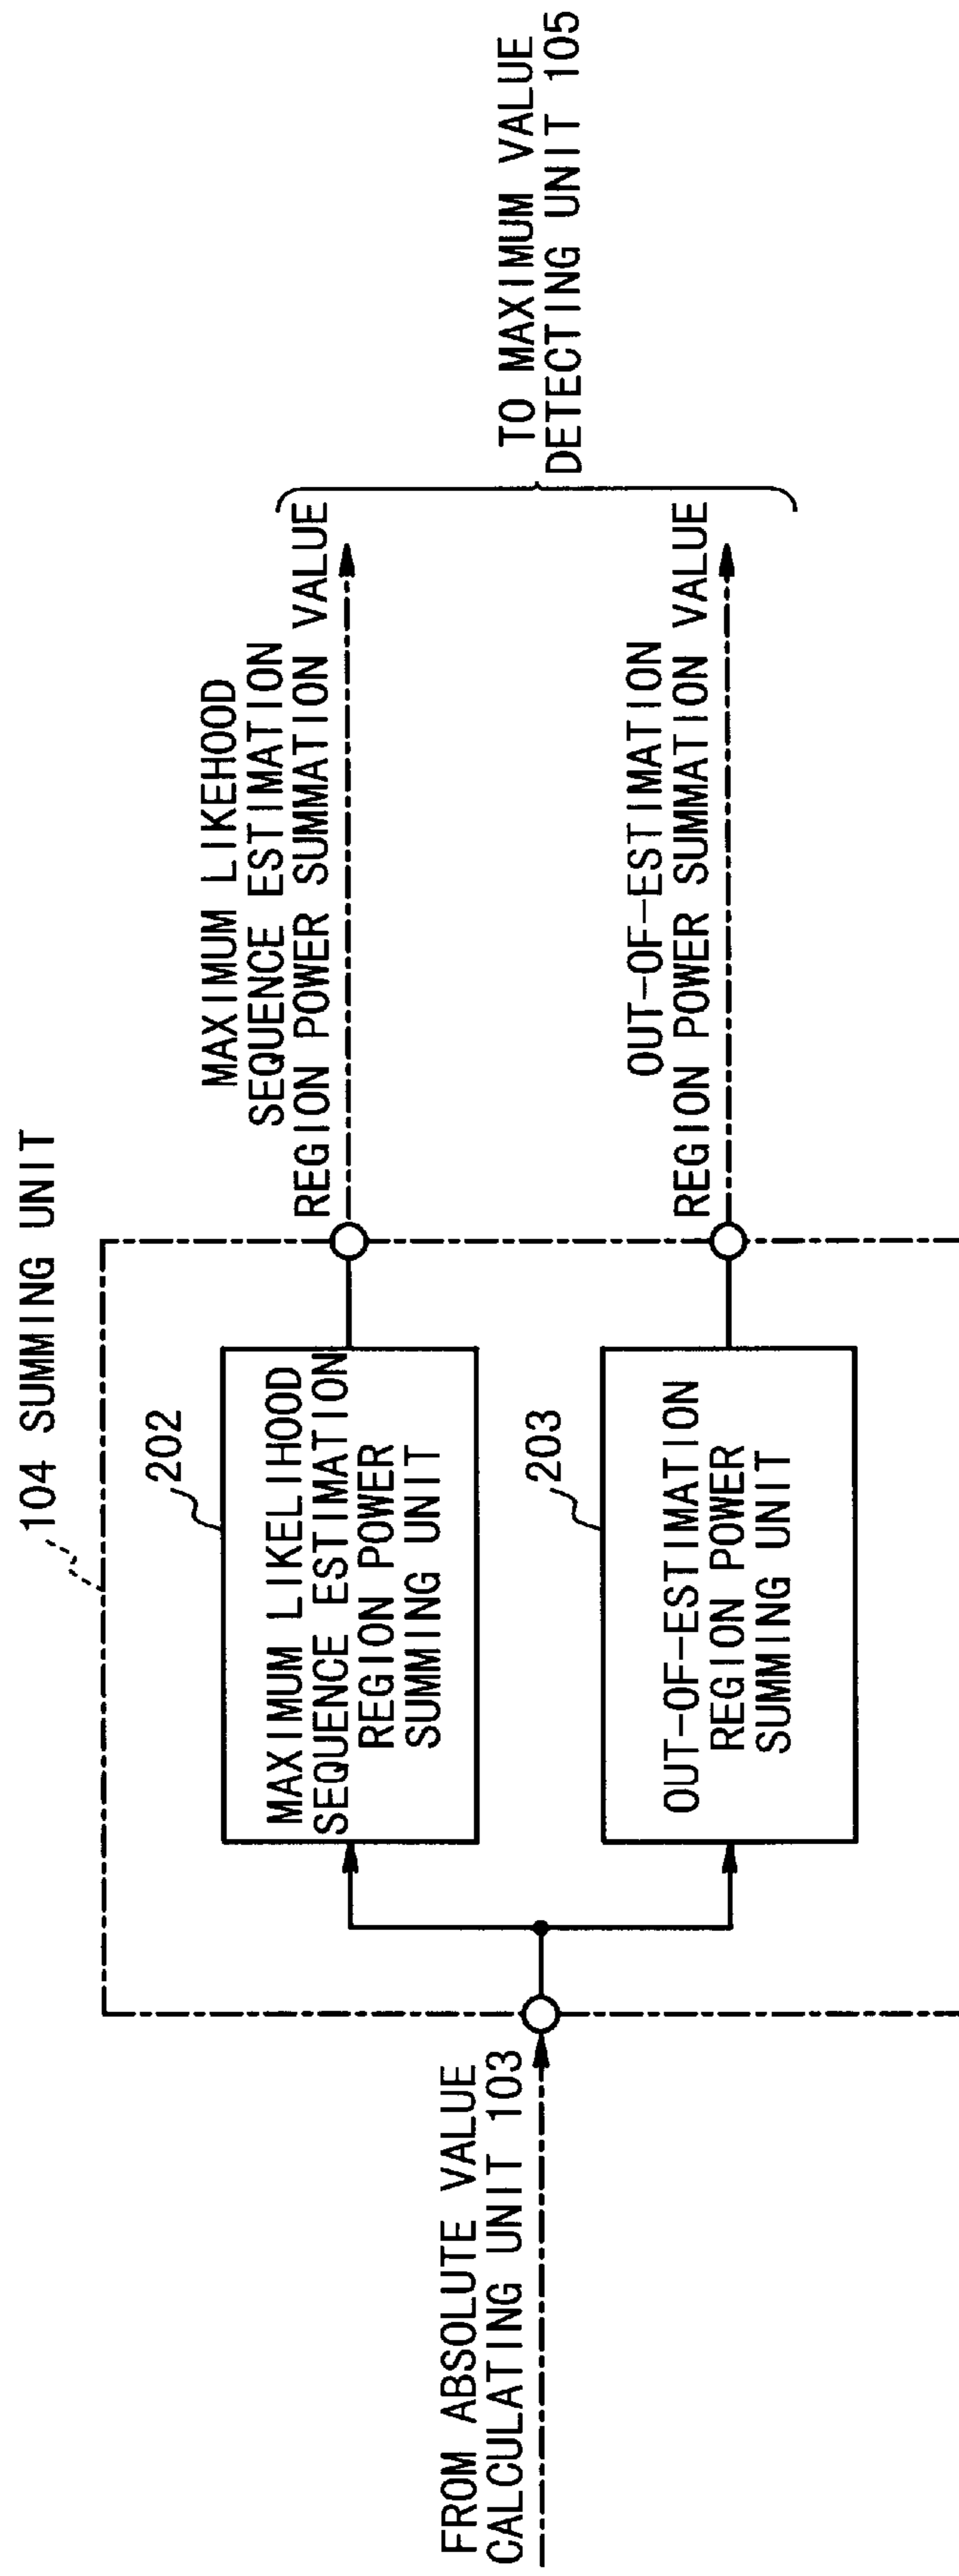 104 SUMMING UNIT
FROM ABSOLUTE VALUE
CALCULATING UNIT 103
202
MAXIMUM LIKELIHOOD
SEQUENCE ESTIMATION
REGION POWER
SUMMING UNIT
203
OUT-OF-ESTIMATION
REGION POWER
SUMMING UNIT
MAXIMUM LIKEHOOD
SEQUENCE ESTIMATION
REGION POWER SUMMATION VALUE
OUT-OF-ESTIMATION
REGION POWER SUMMATION VALUE
TO MAXIMUM VALUE
DETECTING UNIT 105